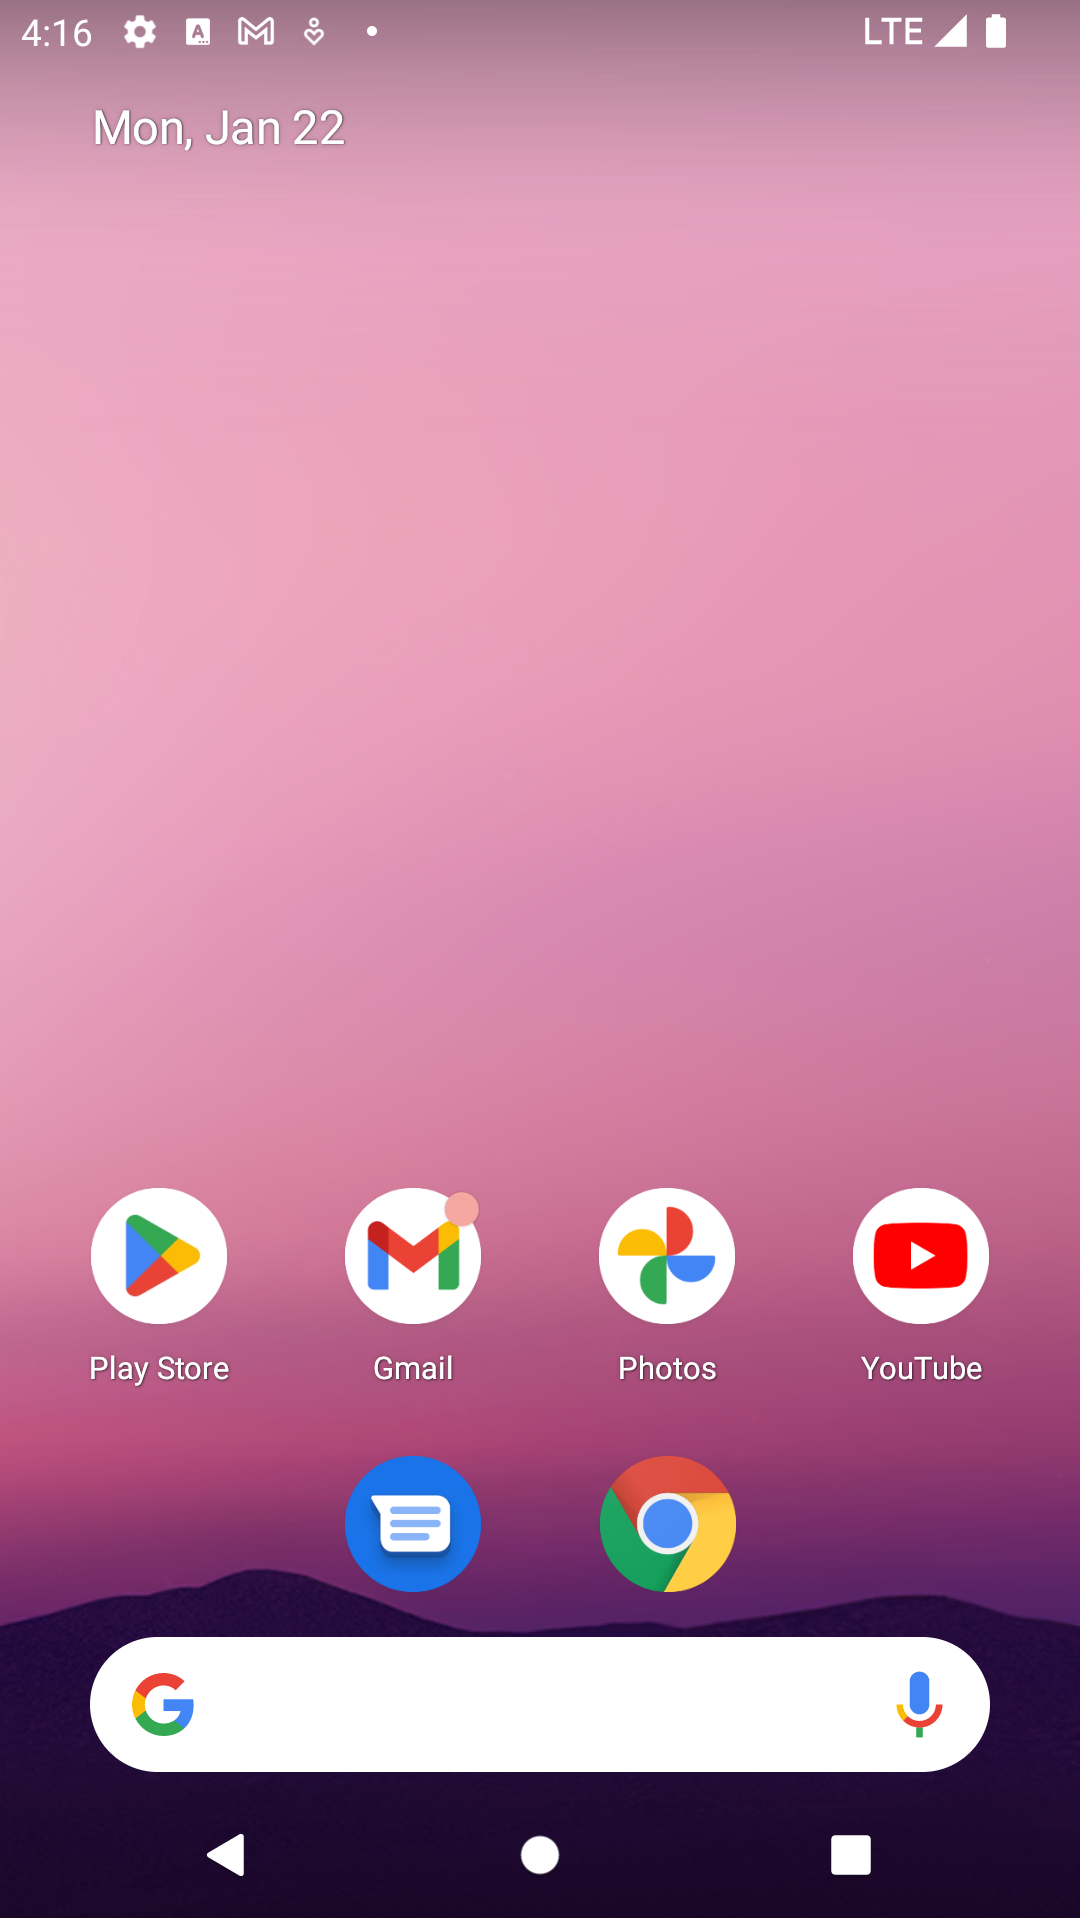 4:16
LTE
Mon, Jan 22
Play Store
Gmail
Photos
YouTube